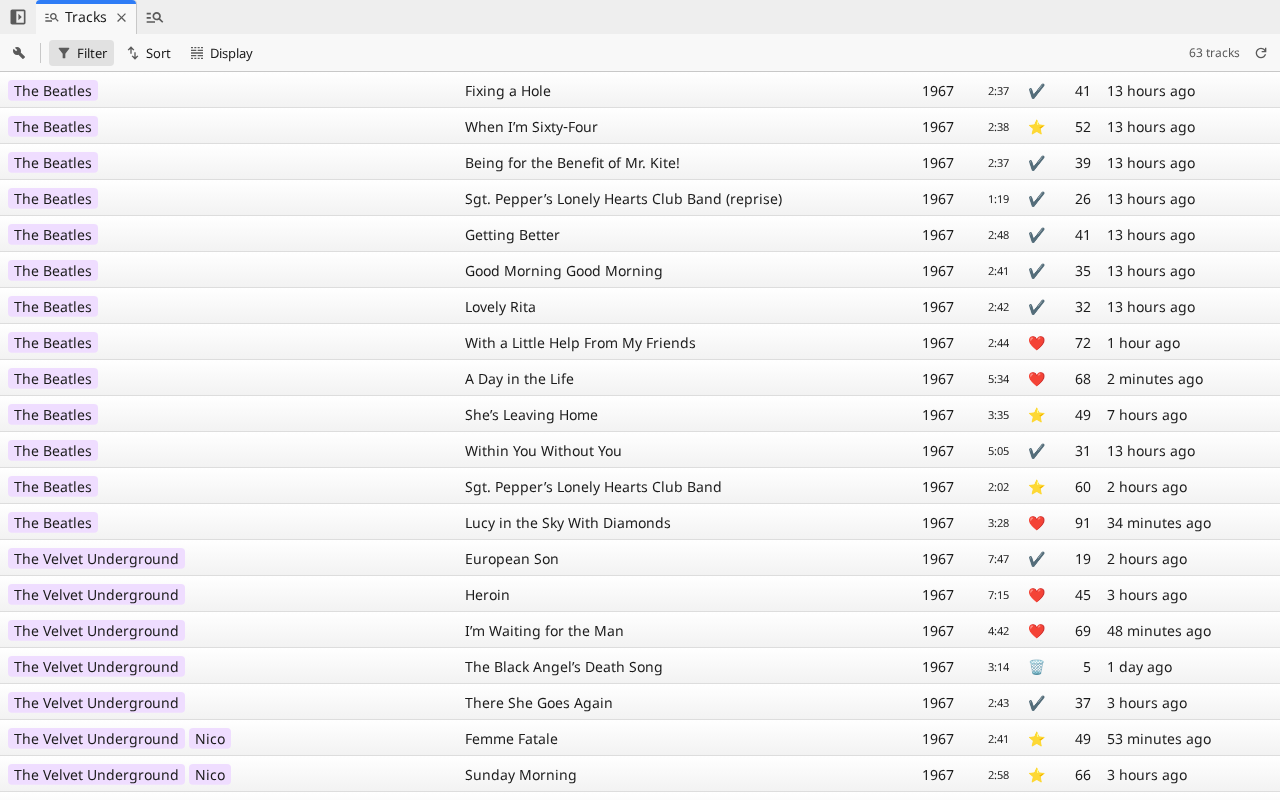 Tracks
Filter Sort Display 63 tracks
The Beatles Fixing a Hole 1967 2:37 ✔️ 41 13 hours ago
The Beatles When I’m Sixty-Four 1967 2:38 ⭐ 52 13 hours ago
The Beatles Being for the Benefit of Mr. Kite! 1967 2:37 ✔️ 39 13 hours ago
The Beatles Sgt. Pepper’s Lonely Hearts Club Band (reprise) 1967 1:19 ✔️ 26 13 hours ago
The Beatles Getting Better 1967 2:48 ✔️ 41 13 hours ago
The Beatles Good Morning Good Morning 1967 2:41 ✔️ 35 13 hours ago
The Beatles Lovely Rita 1967 2:42 ✔️ 32 13 hours ago
The Beatles With a Little Help From My Friends 1967 2:44 ❤️ 72 1 hour ago
The Beatles A Day in the Life 1967 5:34 ❤️ 68 2 minutes ago
The Beatles She’s Leaving Home 1967 3:35 ⭐ 49 7 hours ago
The Beatles Within You Without You 1967 5:05 ✔️ 31 13 hours ago
The Beatles Sgt. Pepper’s Lonely Hearts Club Band 1967 2:02 ⭐ 60 2 hours ago
The Beatles Lucy in the Sky With Diamonds 1967 3:28 ❤️ 91 34 minutes ago
The Velvet Underground European Son 1967 7:47 ✔️ 19 2 hours ago
The Velvet Underground Heroin 1967 7:15 ❤️ 45 3 hours ago
The Velvet Underground I’m Waiting for the Man 1967 4:42 ❤️ 69 48 minutes ago
The Velvet Underground The Black Angel’s Death Song 1967 3:14 🗑️ 5 1 day ago
The Velvet Underground There She Goes Again 1967 2:43 ✔️ 37 3 hours ago
The Velvet Underground Nico Femme Fatale 1967 2:41 ⭐ 49 53 minutes ago
The Velvet Underground Nico Sunday Morning 1967 2:58 ⭐ 66 3 hours ago